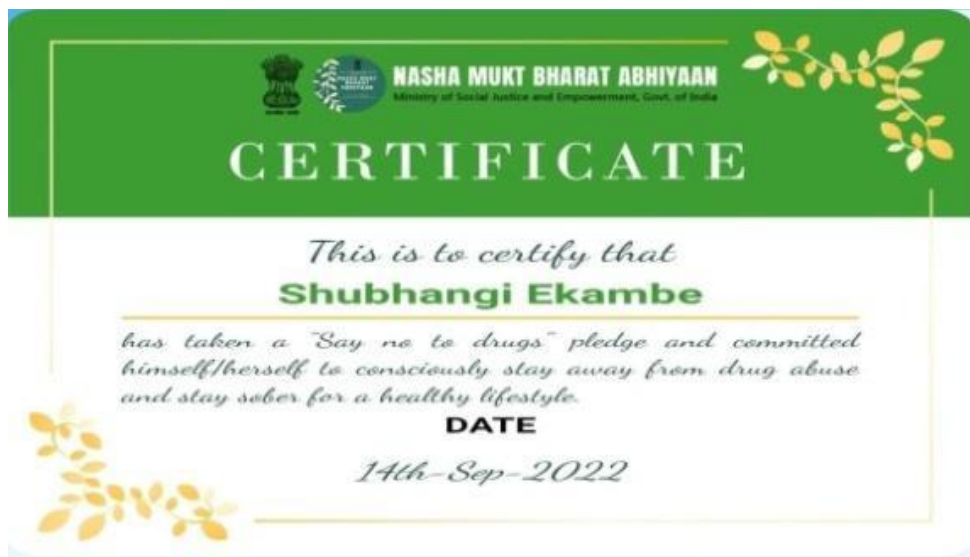 NASHA MUKT BHARAT ABHIYAAN
Ministry of Social Justice and Empowerment, Govt. of India
CERTIFICATE
This is to certify that
Shubhangi Ekambe
has taken a "Say no to drugs" pledge and committed
himself/herself to consciously stay away from drug abuse
and stay sober for a healthy lifestyle.
DATE
14th-Sep-2022